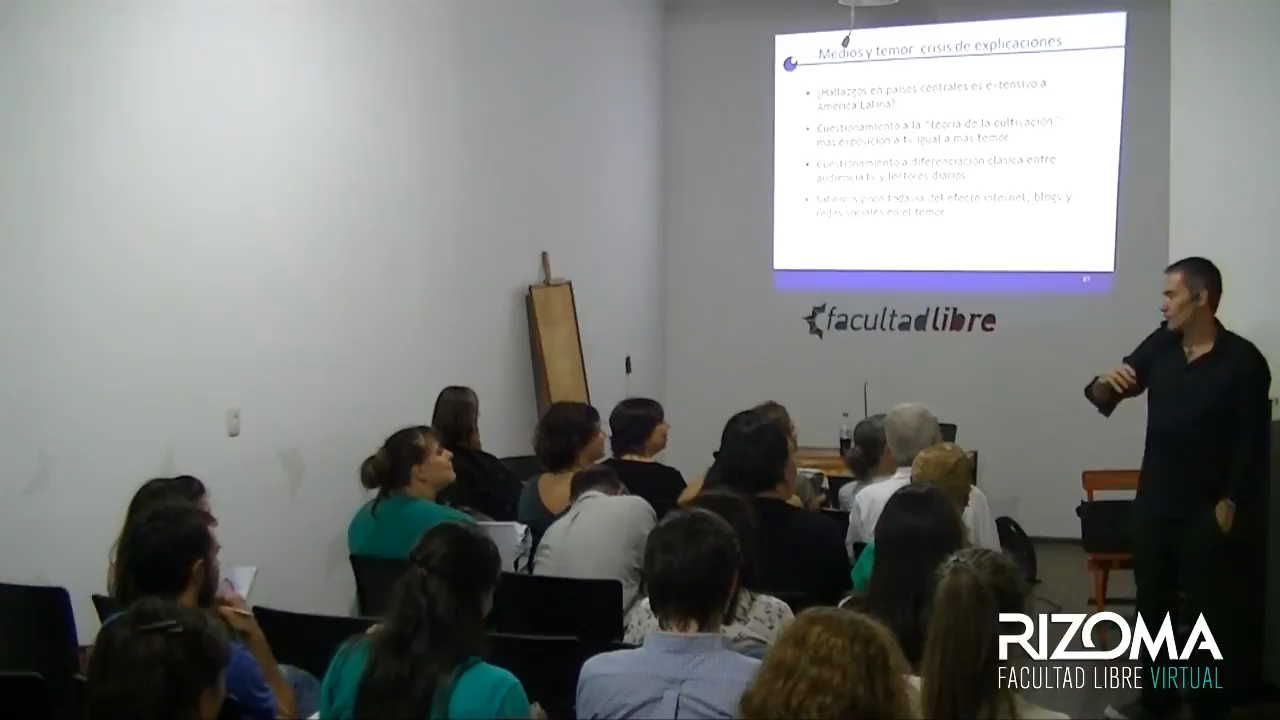 Medios y temor: crisis de explicaciones
• ¿Hallazgos en países centrales es extensivo a
América Latina?
• Cuestionamiento a la "teoría de la cultivación":
más exposición a tv igual a más temor
• Cuestionamiento a diferenciación clásica entre
audiencia tv y lectores diarios
• Sabemos poco todavía del efecto internet, blogs y
redes sociales en el temor
facultadlibre
RIZOMA
FACULTAD LIBRE VIRTUAL